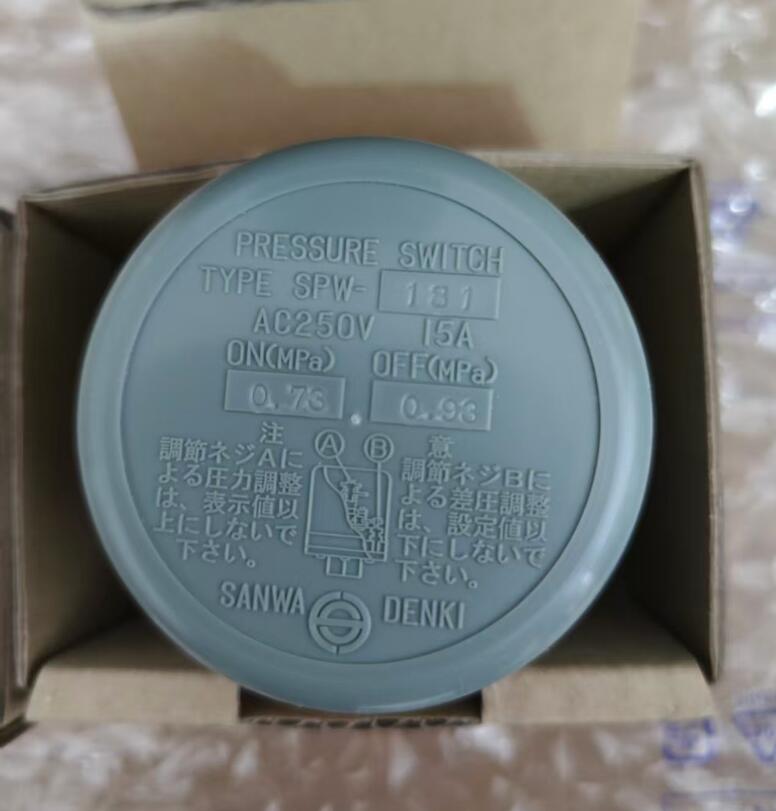 PRESSURE SWITCH
TYPE SPW- 181
AC250V 15A
ON(MPa) OFF(MPa)
0.73 0.93
注 意
Ⓐ Ⓑ
調節ネジAに
よる圧力調整
は、表示値以
上にしないで
下さい。
調節ネジBに
よる差圧調整
は、設定値以
下にしないで
下さい。
SANWA DENKI